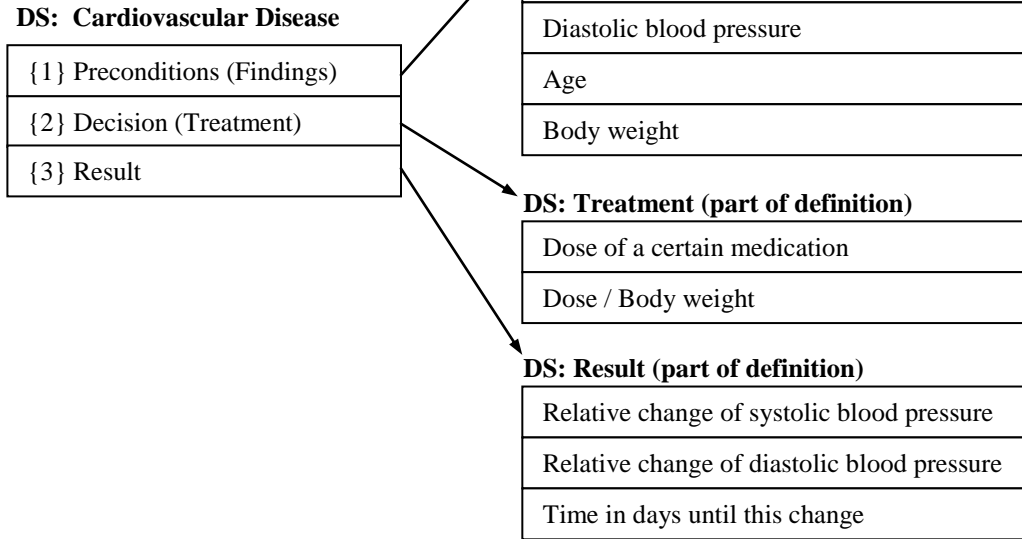 DS: Cardiovascular Disease
{1} Preconditions (Findings)
{2} Decision (Treatment)
{3} Result
Diastolic blood pressure
Age
Body weight
DS: Treatment (part of definition)
Dose of a certain medication
Dose / Body weight
DS: Result (part of definition)
Relative change of systolic blood pressure
Relative change of diastolic blood pressure
Time in days until this change